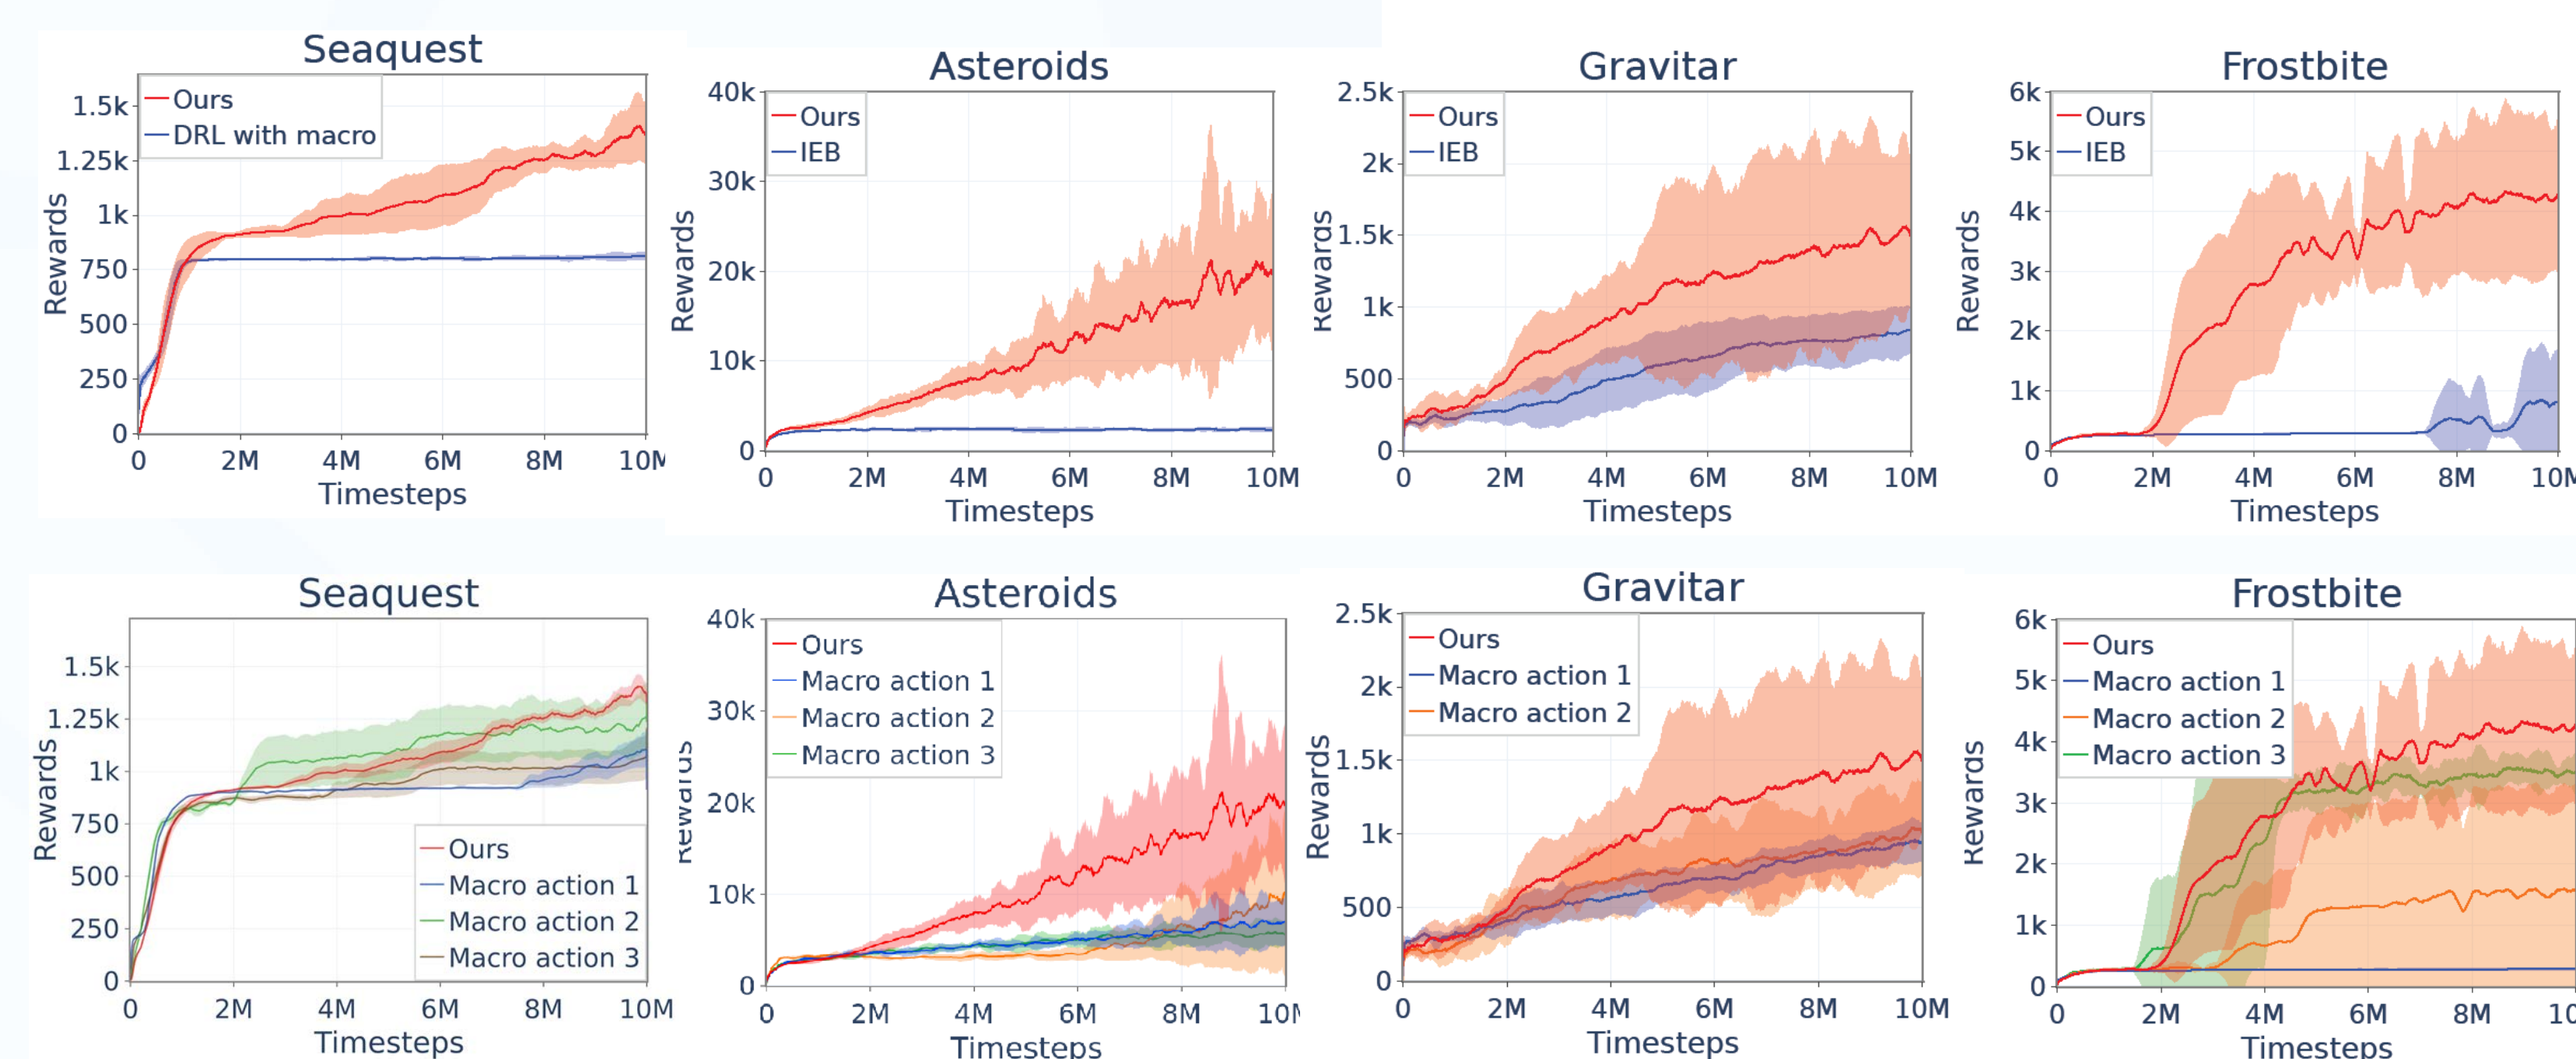 Seaquest
Rewards
1.5k
1.25k
1k
750
500
250
0
Ours
DRL with macro
0 2M 4M 6M 8M 10M
Timesteps
Asteroids
Rewards
40k
30k
20k
10k
0
Ours
IEB
0 2M 4M 6M 8M 10M
Timesteps
Gravitar
Rewards
2.5k
2k
1.5k
1k
500
0
Ours
IEB
0 2M 4M 6M 8M 10M
Timesteps
Frostbite
Rewards
6k
5k
4k
3k
2k
1k
0
Ours
IEB
0 2M 4M 6M 8M 10M
Timesteps
Seaquest
Rewards
1.5k
1.25k
1k
750
500
250
0
Ours
Macro action 1
Macro action 2
Macro action 3
0 2M 4M 6M 8M 10M
Timesteps
Asteroids
Rewards
40k
30k
20k
10k
0
Ours
Macro action 1
Macro action 2
Macro action 3
0 2M 4M 6M 8M 10M
Timesteps
Gravitar
Rewards
2.5k
2k
1.5k
1k
500
0
Ours
Macro action 1
Macro action 2
0 2M 4M 6M 8M 10M
Timesteps
Frostbite
Rewards
6k
5k
4k
3k
2k
1k
0
Ours
Macro action 1
Macro action 2
Macro action 3
0 2M 4M 6M 8M 10
Timesteps